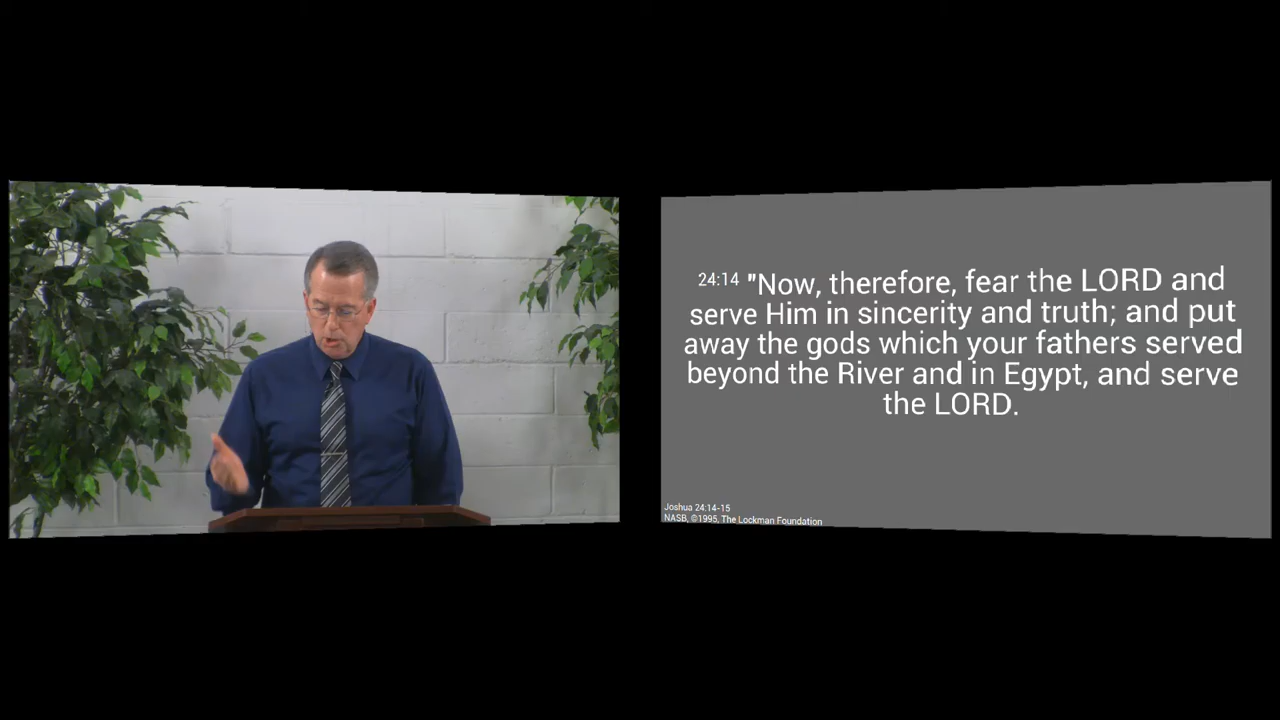 24:14 "Now, therefore, fear the LORD and
serve Him in sincerity and truth; and put
away the gods which your fathers served
beyond the River and in Egypt, and serve
the LORD.
Joshua 24:14-15
NASB, ©1995, The Lockman Foundation